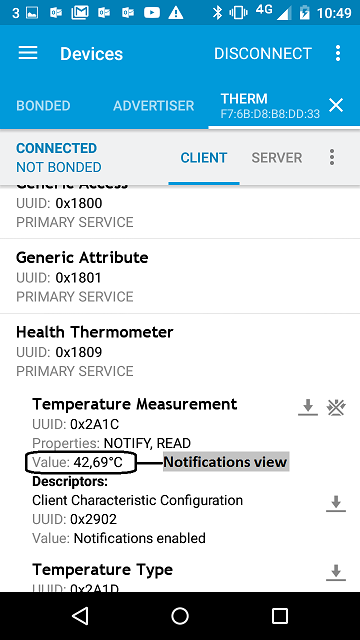 3 4G 10:49
Devices DISCONNECT
BONDED ADVERTISER THERM
F7:6B:D8:B8:DD:33
CONNECTED
NOT BONDED CLIENT SERVER
Generic Access
UUID: 0x1800
PRIMARY SERVICE
Generic Attribute
UUID: 0x1801
PRIMARY SERVICE
Health Thermometer
UUID: 0x1809
PRIMARY SERVICE
Temperature Measurement
UUID: 0x2A1C
Properties: NOTIFY, READ
Value: 42,69°C Notifications view
Descriptors:
Client Characteristic Configuration
UUID: 0x2902
Value: Notifications enabled
Temperature Type
UUID: 0x2A1D